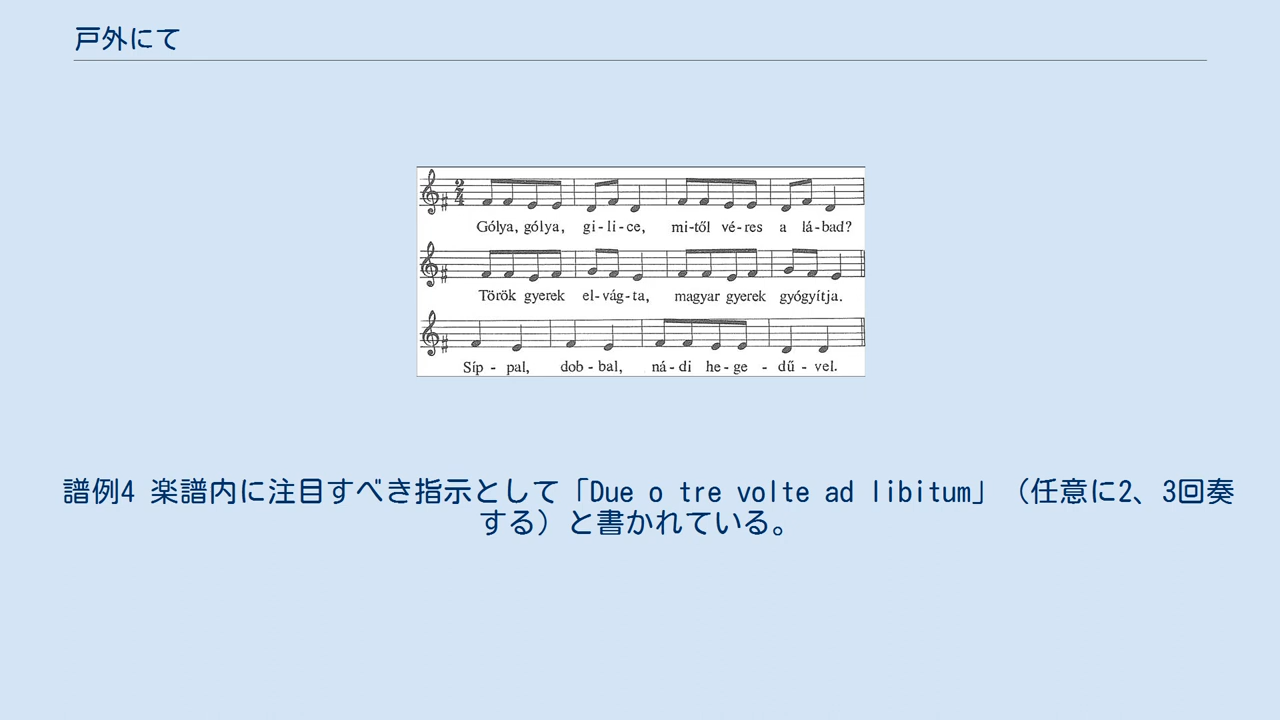 戸外にて
2
4
Gólya, gólya, gi-li-ce, mi-től vé-res a lá-bad?
Török gyerek el-vág-ta, magyar gyerek gyógyítja.
Síp - pal, dob - bal, ná-di he-ge - dű - vel.
譜例4 楽譜内に注目すべき指示として「Due o tre volte ad libitum」（任意に2、3回奏
する）と書かれている。